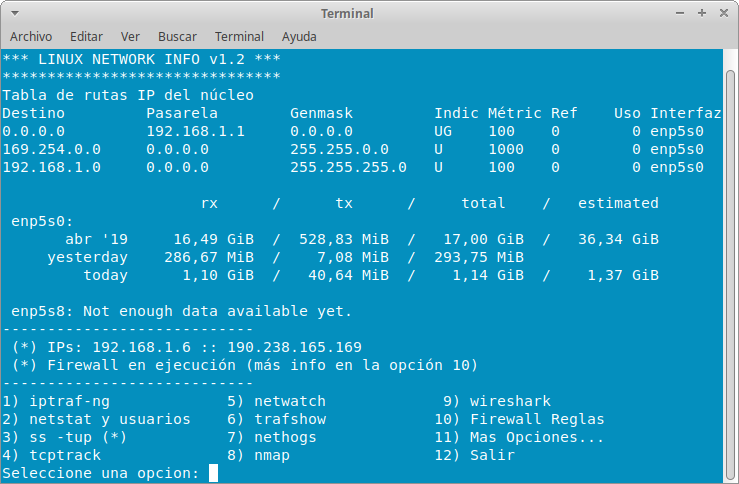 Terminal
Archivo Editar Ver Buscar Terminal Ayuda
*** LINUX NETWORK INFO v1.2 ***
*******************************
Tabla de rutas IP del núcleo
Destino Pasarela Genmask Indic Métric Ref Uso Interfaz
0.0.0.0 192.168.1.1 0.0.0.0 UG 100 0 0 enp5s0
169.254.0.0 0.0.0.0 255.255.0.0 U 1000 0 0 enp5s0
192.168.1.0 0.0.0.0 255.255.255.0 U 100 0 0 enp5s0
rx / tx / total / estimated
enp5s0:
abr '19 16,49 GiB / 528,83 MiB / 17,00 GiB / 36,34 GiB
yesterday 286,67 MiB / 7,08 MiB / 293,75 MiB
today 1,10 GiB / 40,64 MiB / 1,14 GiB / 1,37 GiB
enp5s8: Not enough data available yet.
----------------------------
(*) IPs: 192.168.1.6 :: 190.238.165.169
(*) Firewall en ejecución (más info en la opción 10)
----------------------------
1) iptraf-ng 5) netwatch 9) wireshark
2) netstat y usuarios 6) trafshow 10) Firewall Reglas
3) ss -tup (*) 7) nethogs 11) Mas Opciones...
4) tcptrack 8) nmap 12) Salir
Seleccione una opcion: